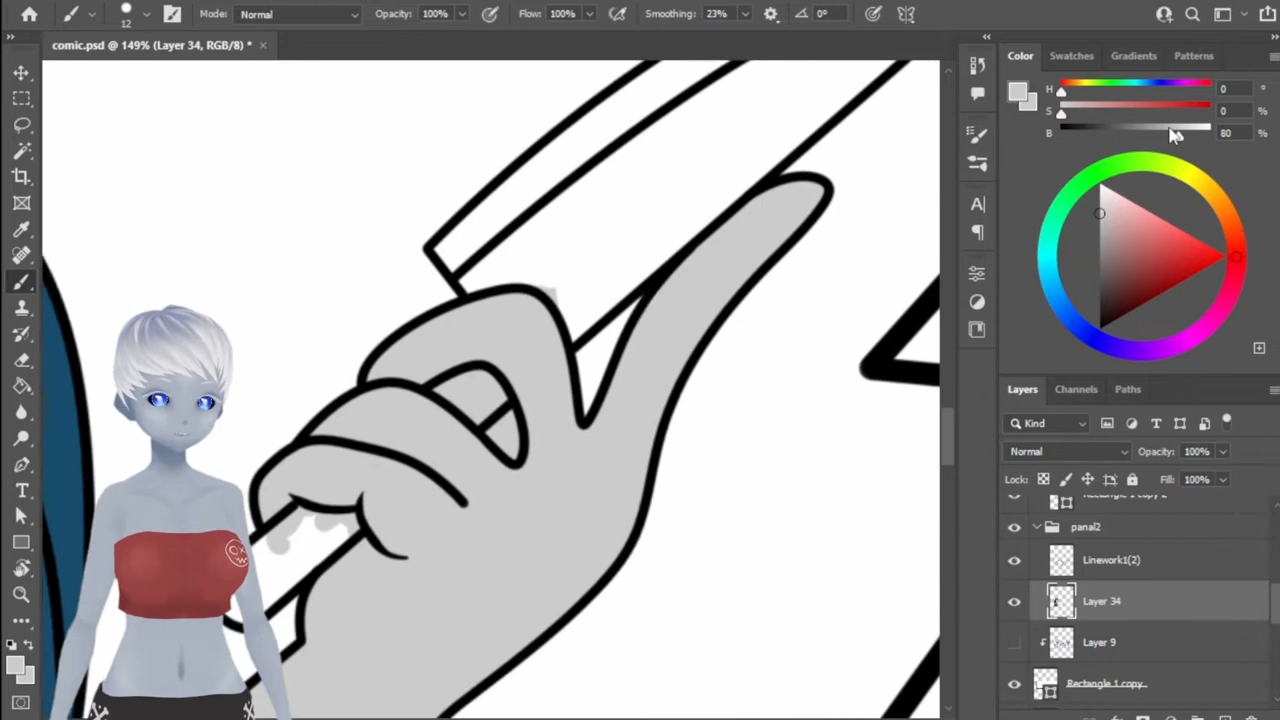 12
Mode: Normal
Opacity: 100%
Flow: 100%
Smoothing: 23%
0°
comic.psd @ 149% (Layer 34, RGB/8) *
Color Swatches Gradients Patterns
H 0 °
S 0 %
B 80 %
Layers Channels Paths
Kind
Normal Opacity: 100%
Lock: Fill: 100%
Rectangle 1 copy 2
panal2
Linework1(2)
Layer 34
Layer 9
Rectangle 1 copy